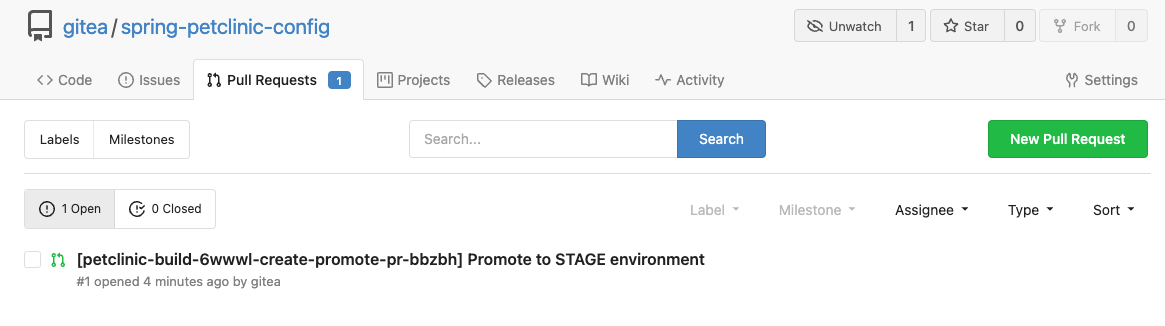 gitea / spring-petclinic-config
Unwatch 1 Star 0 Fork 0
Code Issues Pull Requests 1 Projects Releases Wiki Activity Settings
Labels Milestones Search... Search New Pull Request
1 Open 0 Closed Label Milestone Assignee Type Sort
[petclinic-build-6wwwl-create-promote-pr-bbzbh] Promote to STAGE environment
#1 opened 4 minutes ago by gitea